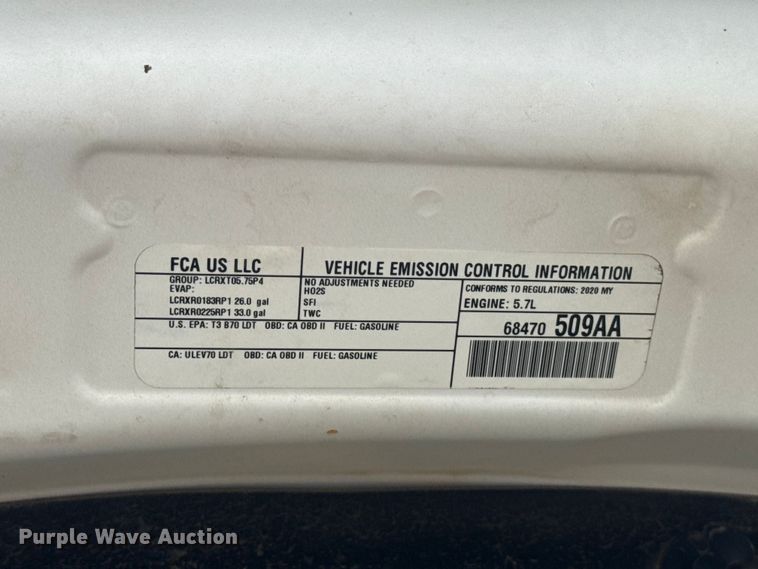 FCA US LLC
GROUP: LCRXT05.75P4
EVAP:
LCRXR0183RP1 26.0 gal
LCRXR0225RP1 33.0 gal
VEHICLE EMISSION CONTROL INFORMATION
NO ADJUSTMENTS NEEDED
HO2S
SFI
TWC
CONFORMS TO REGULATIONS: 2020 MY
ENGINE: 5.7L
U.S. EPA: T3 B70 LDT OBD: CA OBD II FUEL: GASOLINE
68470 509AA
CA: ULEV70 LDT OBD: CA OBD II FUEL: GASOLINE
Purple Wave Auction